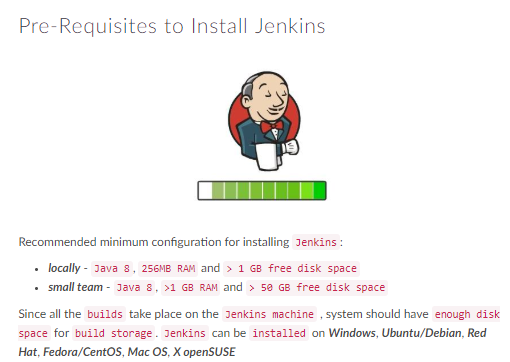 Pre-Requisites to Install Jenkins
Recommended minimum configuration for installing Jenkins :
• locally - Java 8 , 256MB RAM and > 1 GB free disk space
• small team - Java 8 , >1 GB RAM and > 50 GB free disk space
Since all the builds take place on the Jenkins machine , system should have enough disk
space for build storage . Jenkins can be installed on Windows, Ubuntu/Debian, Red
Hat, Fedora/CentOS, Mac OS, X openSUSE